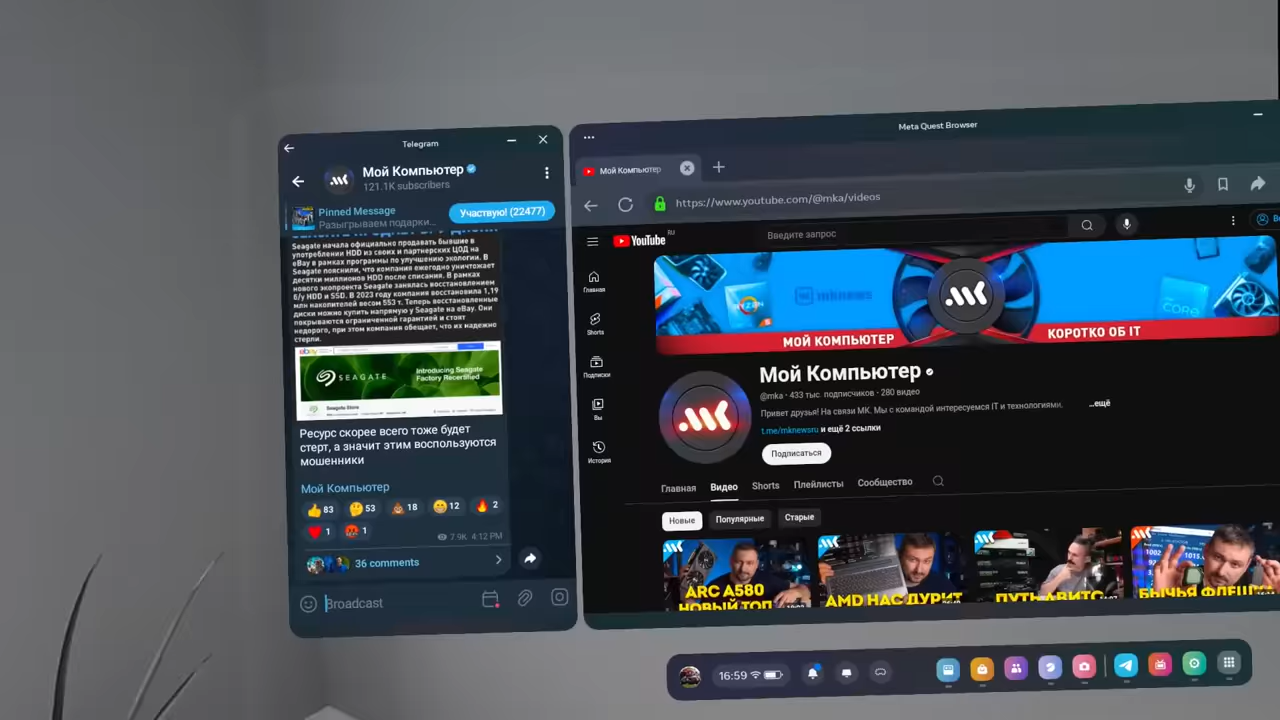 Telegram
Мой Компьютер
121.1K subscribers
Pinned Message
Разыгрываем подарки...
Участвую! (22477)
Seagate начала официально продавать бывшие в
употреблении HDD из своих и партнерских ЦОД на
eBay в рамках программы по улучшению экологии. В
Seagate пояснили, что компания ежегодно уничтожает
десятки миллионов HDD после списания. В рамках
нового экопроекта Seagate занялась восстановлением
б/у HDD и SSD. В 2023 году компания восстановила 1,19
млн накопителей весом 553 т. Теперь восстановленные
диски можно купить напрямую у Seagate на eBay. Они
покрываются ограниченной гарантией и стоят
недорого, при этом компания обещает, что их надежно
стерли.
ebay
SEAGATE
Introducing Seagate
Factory Recertified
Seagate Store
Ресурс скорее всего тоже будет
стерт, а значит этим воспользуются
мошенники
Мой Компьютер
83 53 18 12 2
1 1
7.9K 4:12 PM
36 comments
Broadcast
Meta Quest Browser
Мой Компьютер
https://www.youtube.com/@mka/videos
YouTube RU
Введите запрос
Главная
Shorts
Подписки
Вы
История
RYZEN
mknews
CORE
МОЙ КОМПЬЮТЕР
КОРОТКО ОБ IT
Мой Компьютер
@mka · 433 тыс. подписчиков · 280 видео
Привет друзья! На связи МК. Мы с командой интересуемся IT и технологиями. ...ещё
t.me/mknewsru и ещё 2 ссылки
Подписаться
Главная Видео Shorts Плейлисты Сообщество
Новые Популярные Старые
ARC A580
НОВЫЙ ТОП
AMD НАС ДУРИТ
ПУТЬ АВИТО
БЫЧЬЯ ФЛЕШ
16:59